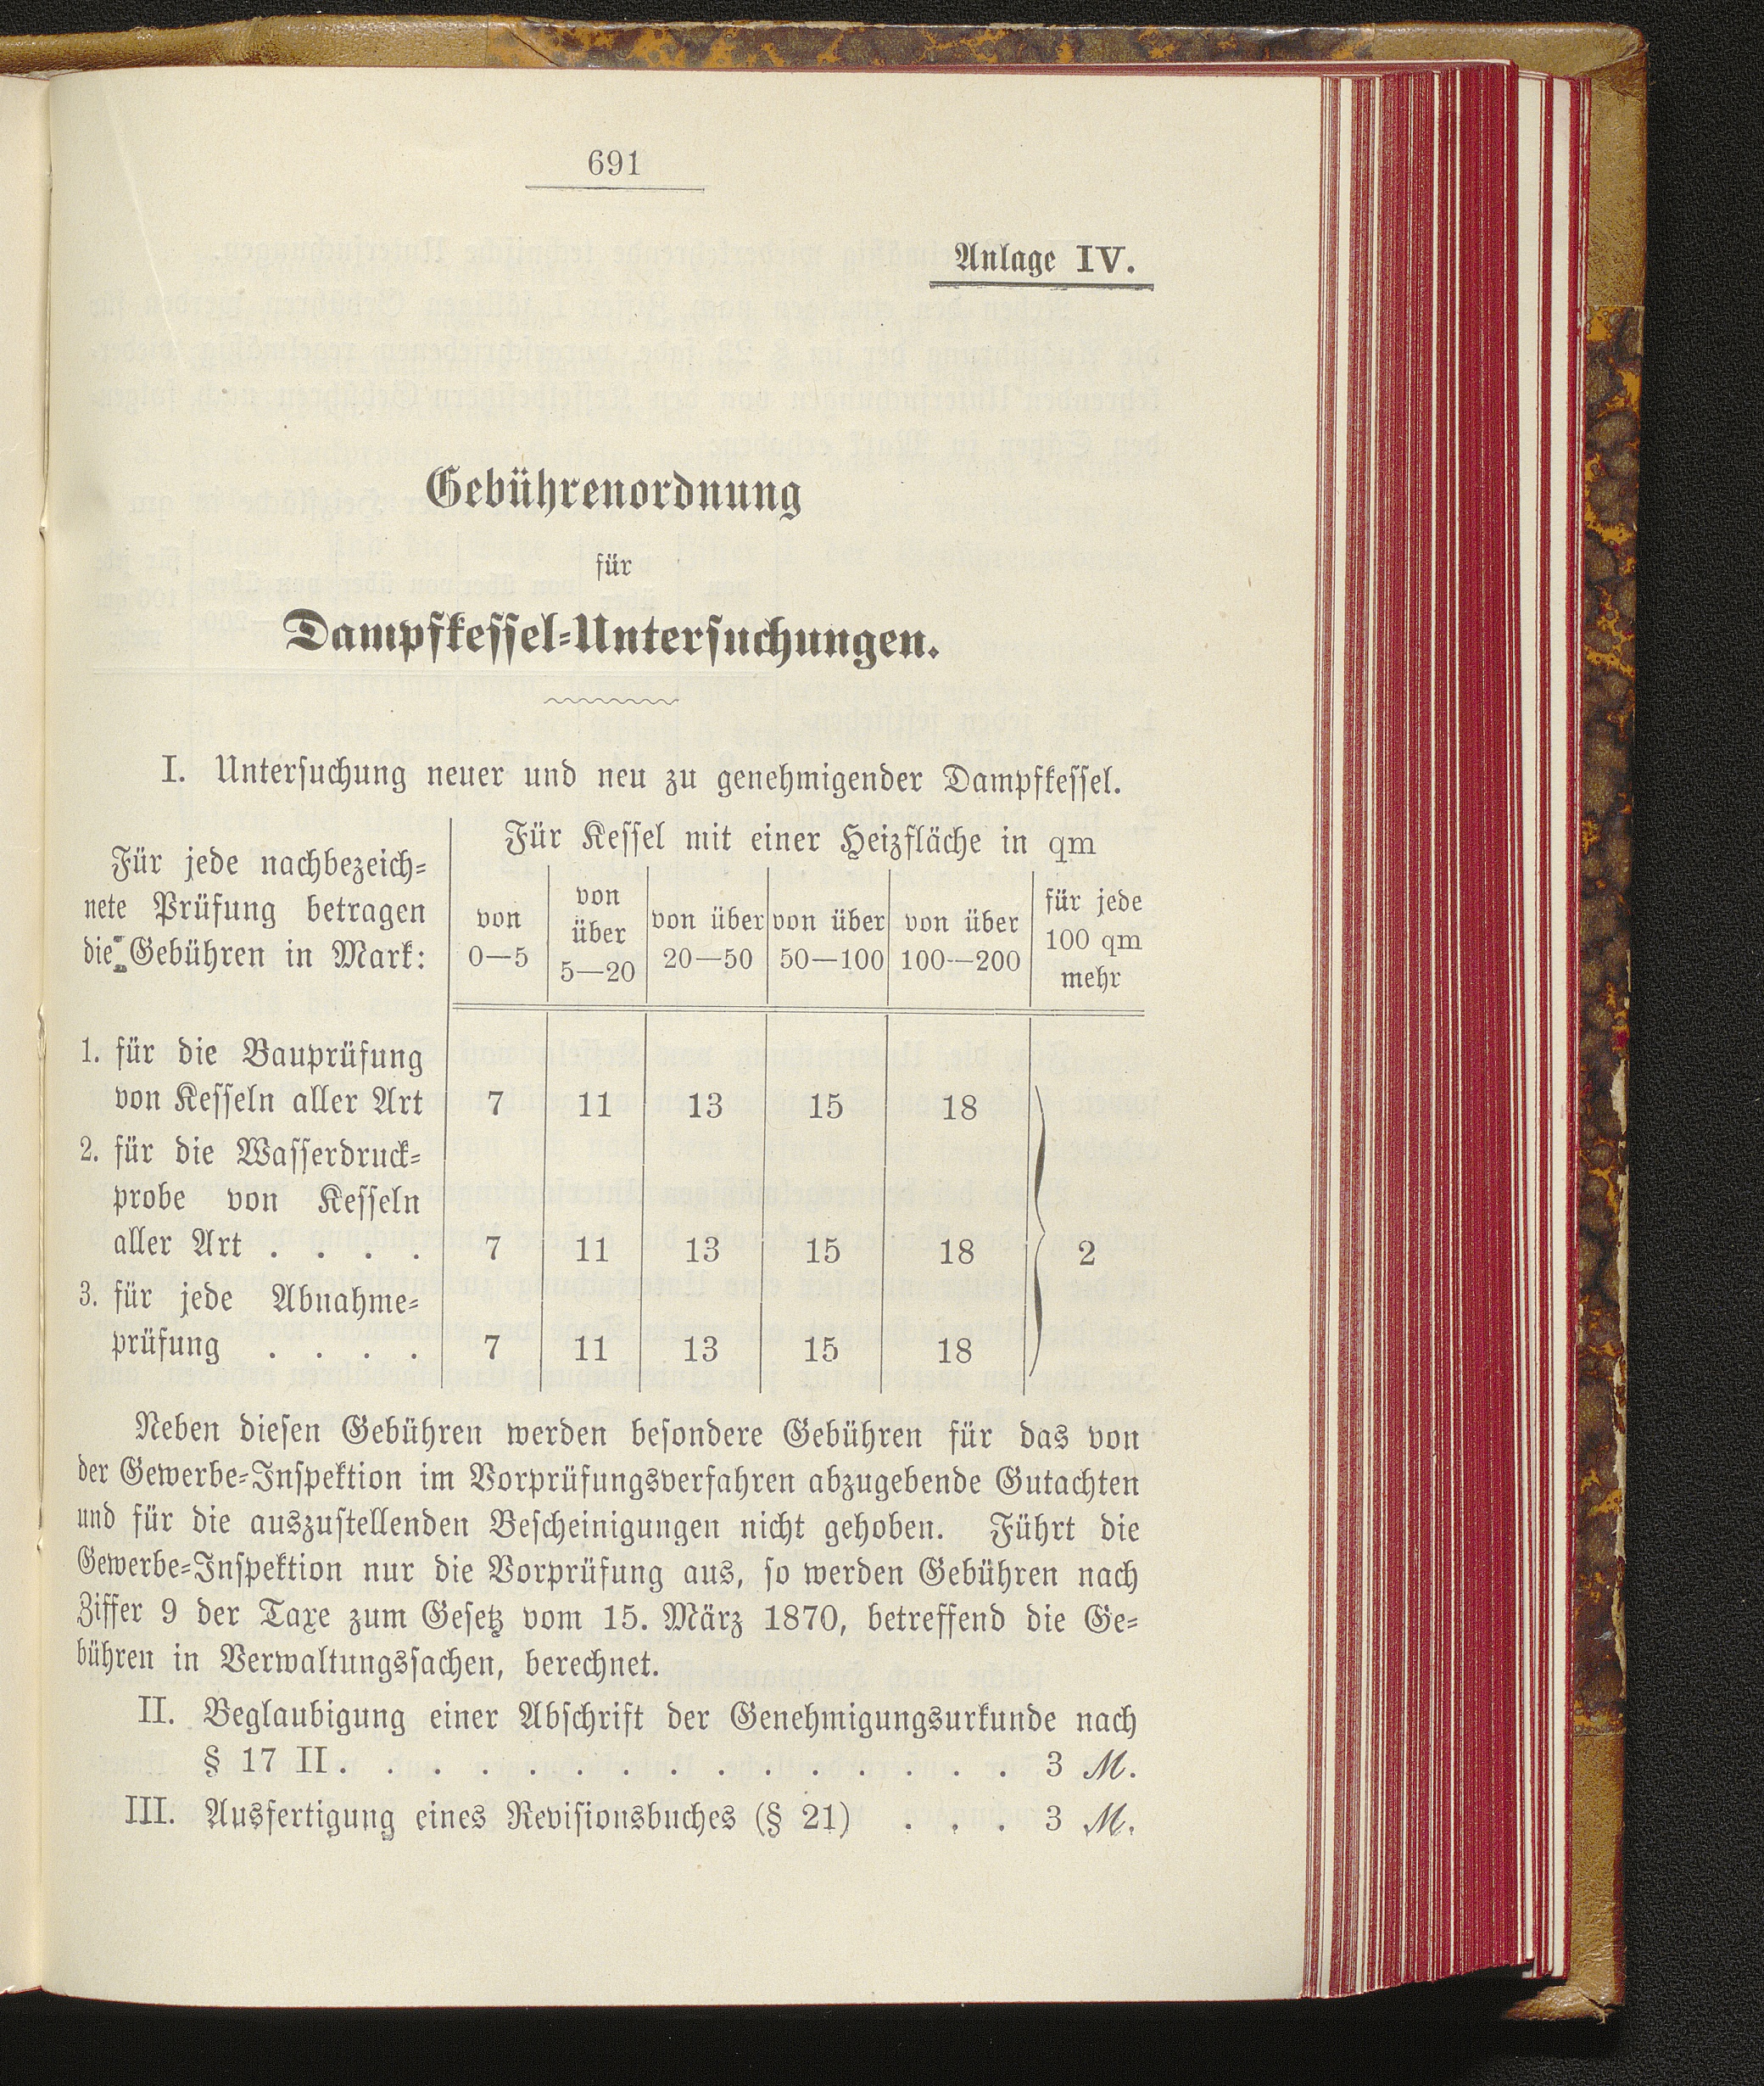 691
Anlage IV.
Gebührenordnung
für
Dampfkessel-Untersuchungen.
I. Untersuchung neuer und neu zu genehmigender Dampfkessel.
Für jede nachbezeich-
nete Prüfung betragen
die Gebühren in Mark:
Für Kessel mit einer Heizfläche in qm
von 0—5 | von über 5—20 | von über 20—50 | von über 50—100 | von über 100—200 | für jede 100 qm mehr
1. für die Bauprüfung
von Kesseln aller Art 7 11 13 15 18
2. für die Wasserdruck-
probe von Kesseln
aller Art . . . . 7 11 13 15 18 2
3. für jede Abnahme-
prüfung . . . . 7 11 13 15 18
Neben diesen Gebühren werden besondere Gebühren für das von
der Gewerbe-Inspektion im Vorprüfungsverfahren abzugebende Gutachten
und für die auszustellenden Bescheinigungen nicht gehoben. Führt die
Gewerbe-Inspektion nur die Vorprüfung aus, so werden Gebühren nach
Ziffer 9 der Taxe zum Gesetz vom 15. März 1870, betreffend die Ge-
bühren in Verwaltungssachen, berechnet.
II. Beglaubigung einer Abschrift der Genehmigungsurkunde nach
§ 17 II . . . . . . . . . . . . . . . 3 M.
III. Ausfertigung eines Revisionsbuches (§ 21) . . . 3 M.